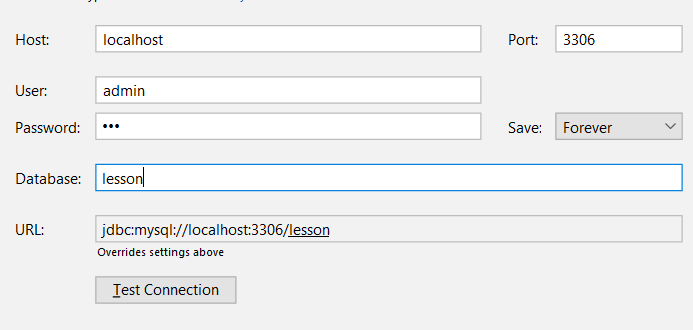 Host: localhost Port: 3306
User: admin
Password: ••• Save: Forever
Database: lesson
URL: jdbc:mysql://localhost:3306/lesson
Overrides settings above
Test Connection